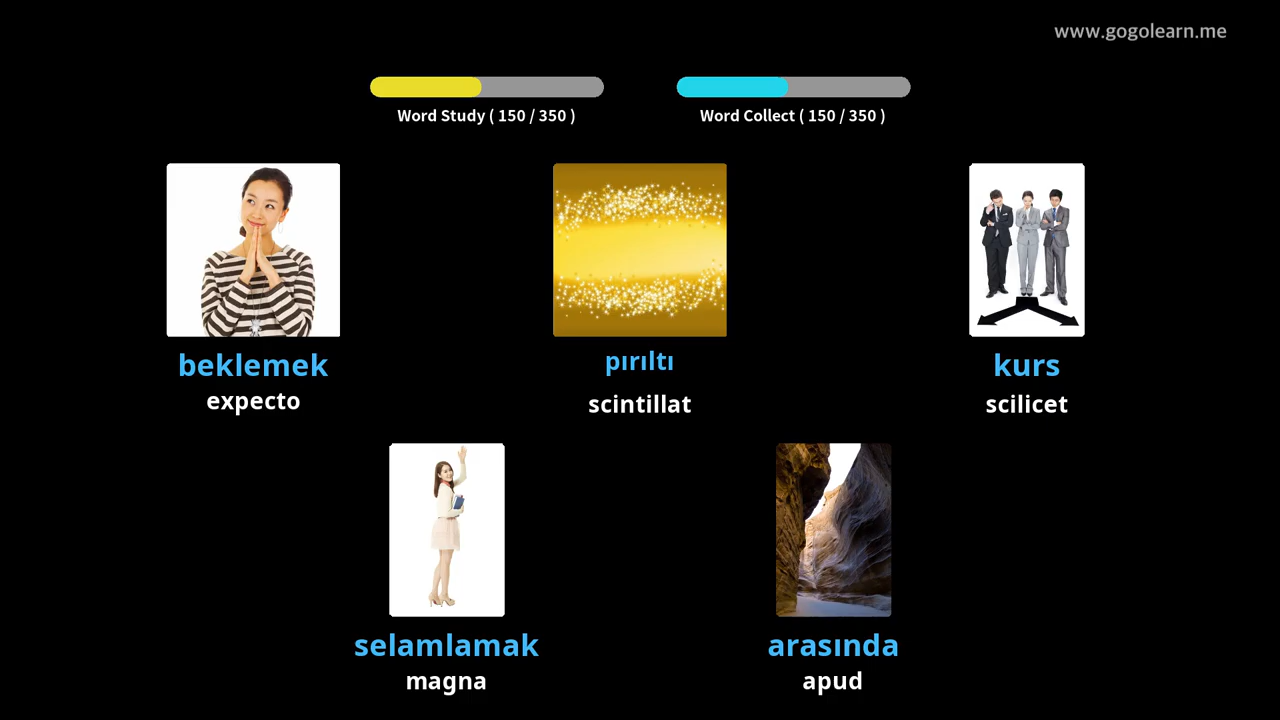 www.gogolearn.me
Word Study ( 150 / 350 )
Word Collect ( 150 / 350 )
beklemek
expecto
pırıltı
scintillat
kurs
scilicet
selamlamak
magna
arasında
apud